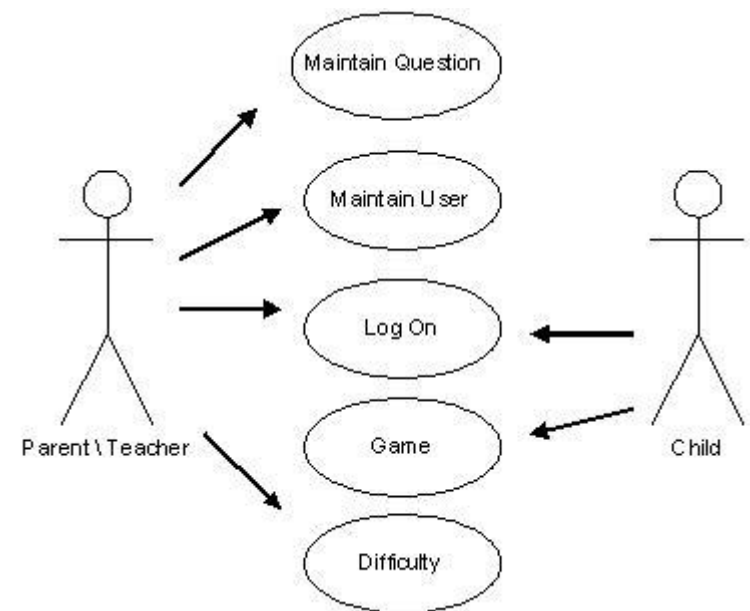 Maintain Question
Maintain User
Log On
Parent \ Teacher
Game
Child
Difficulty